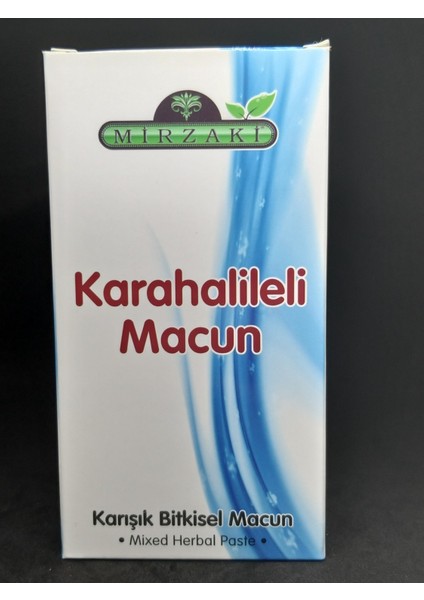 MİRZAKİ
Karahalileli
Macun
Karışık Bitkisel Macun
• Mixed Herbal Paste •